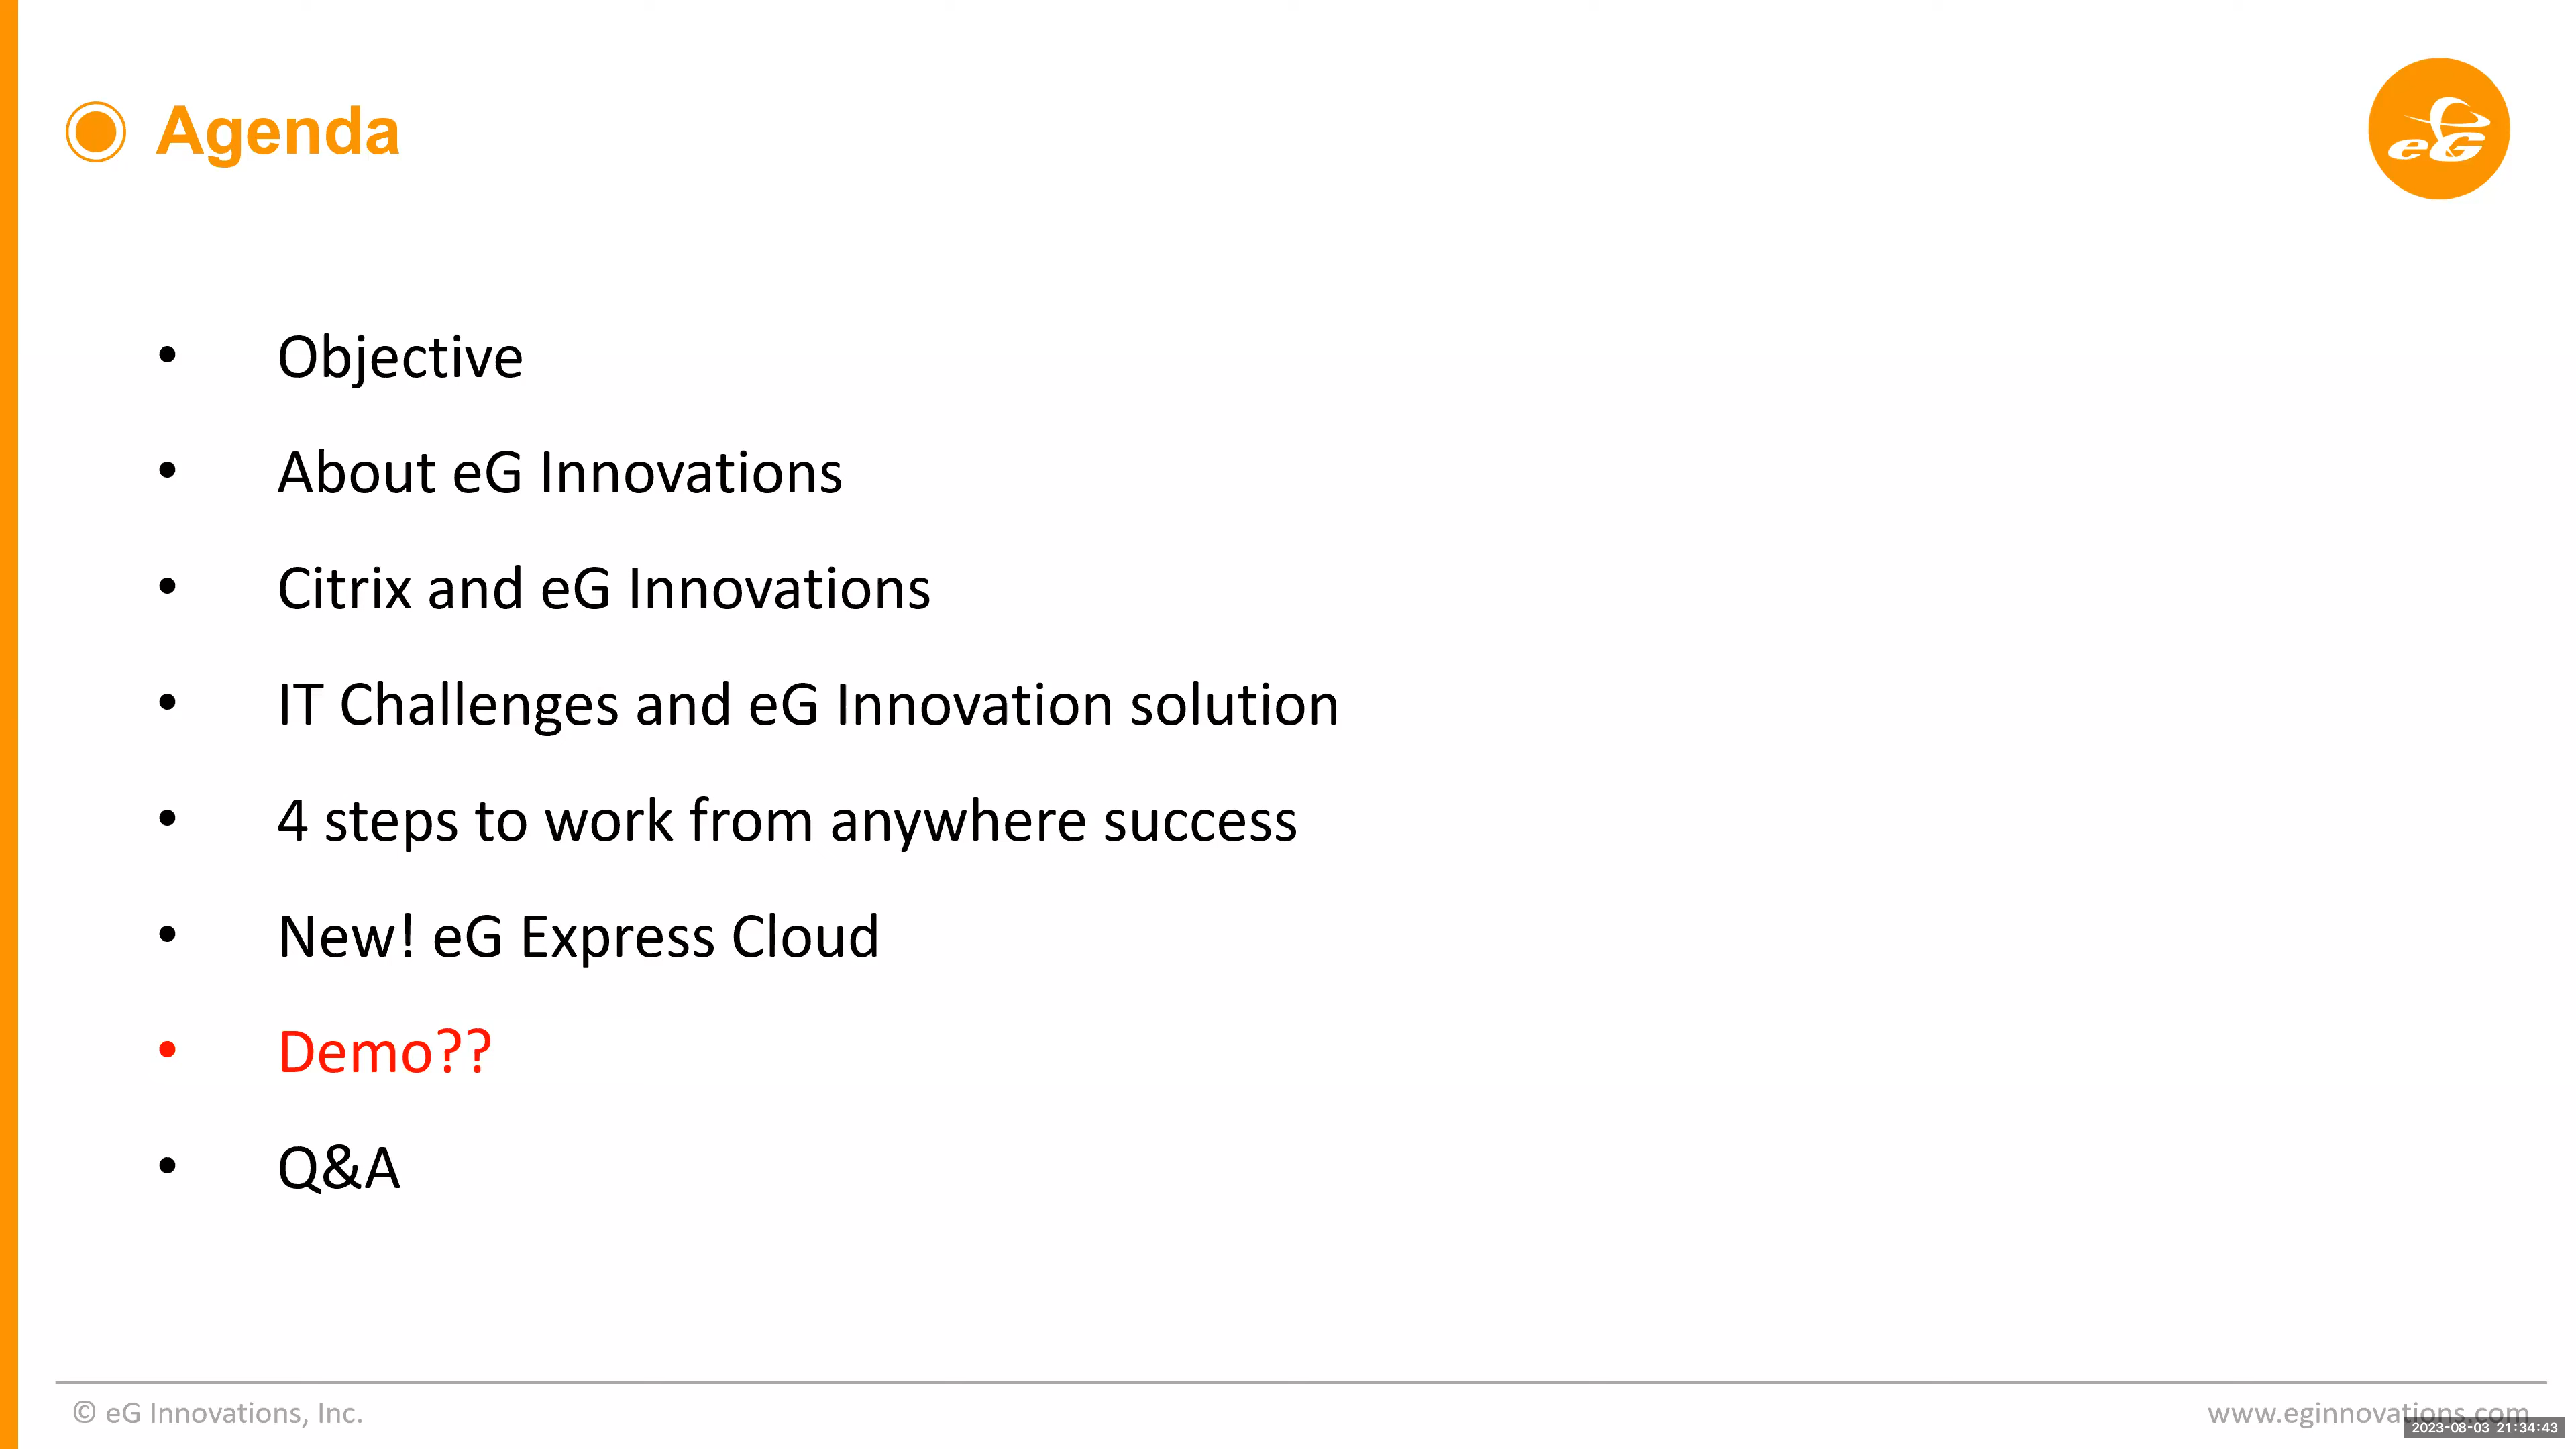 Agenda
eG
• Objective
• About eG Innovations
• Citrix and eG Innovations
• IT Challenges and eG Innovation solution
• 4 steps to work from anywhere success
• New! eG Express Cloud
• Demo??
• Q&A
© eG Innovations, Inc.
www.eginnovations.com
2023-08-03 21:34:43